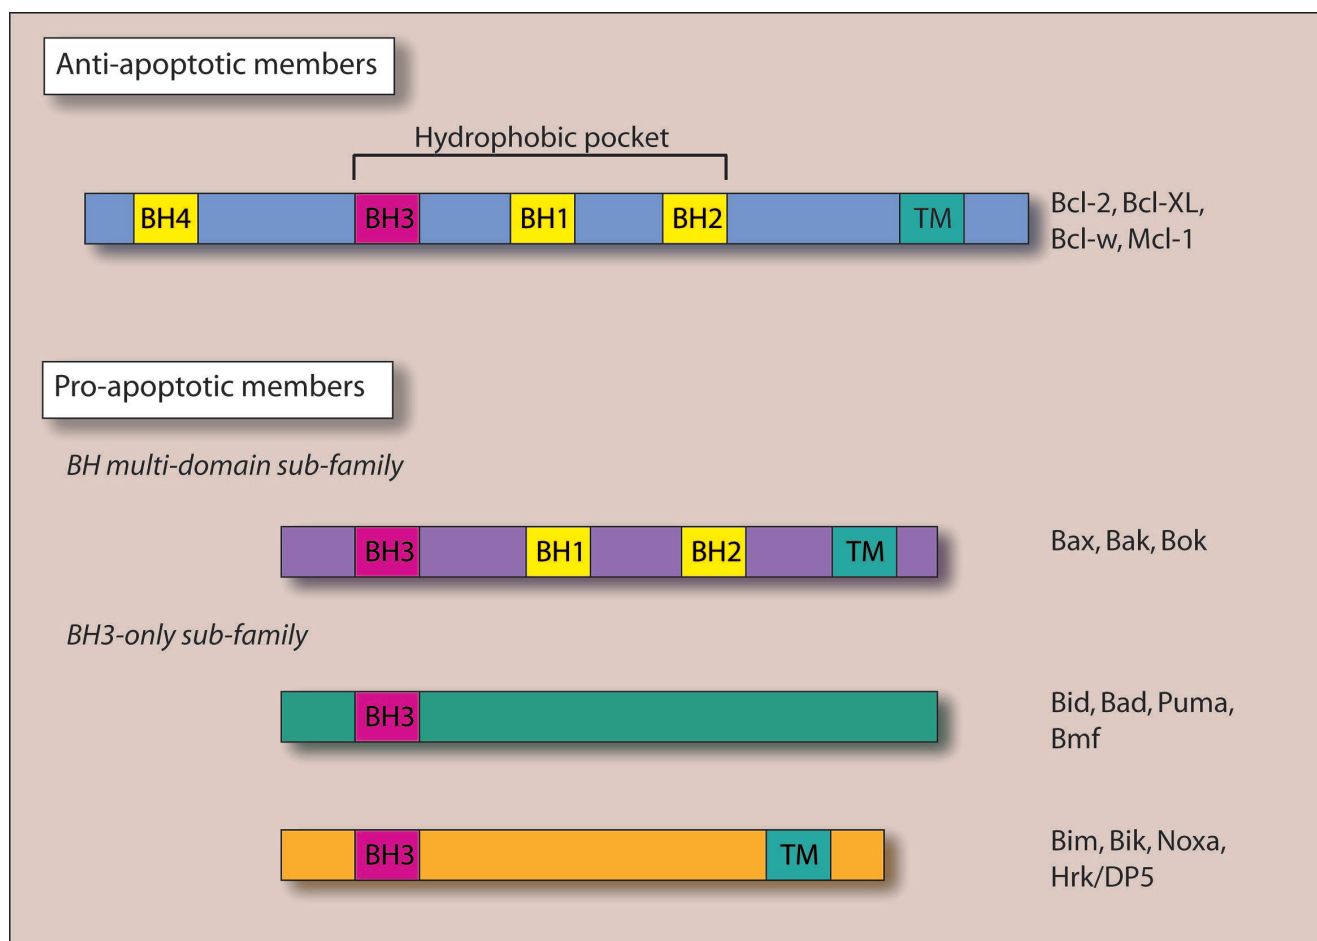 Anti-apoptotic members
Hydrophobic pocket
BH4 BH3 BH1 BH2 TM
Bcl-2, Bcl-XL,
Bcl-w, Mcl-1
Pro-apoptotic members
BH multi-domain sub-family
BH3 BH1 BH2 TM
Bax, Bak, Bok
BH3-only sub-family
BH3
Bid, Bad, Puma,
Bmf
BH3 TM
Bim, Bik, Noxa,
Hrk/DP5